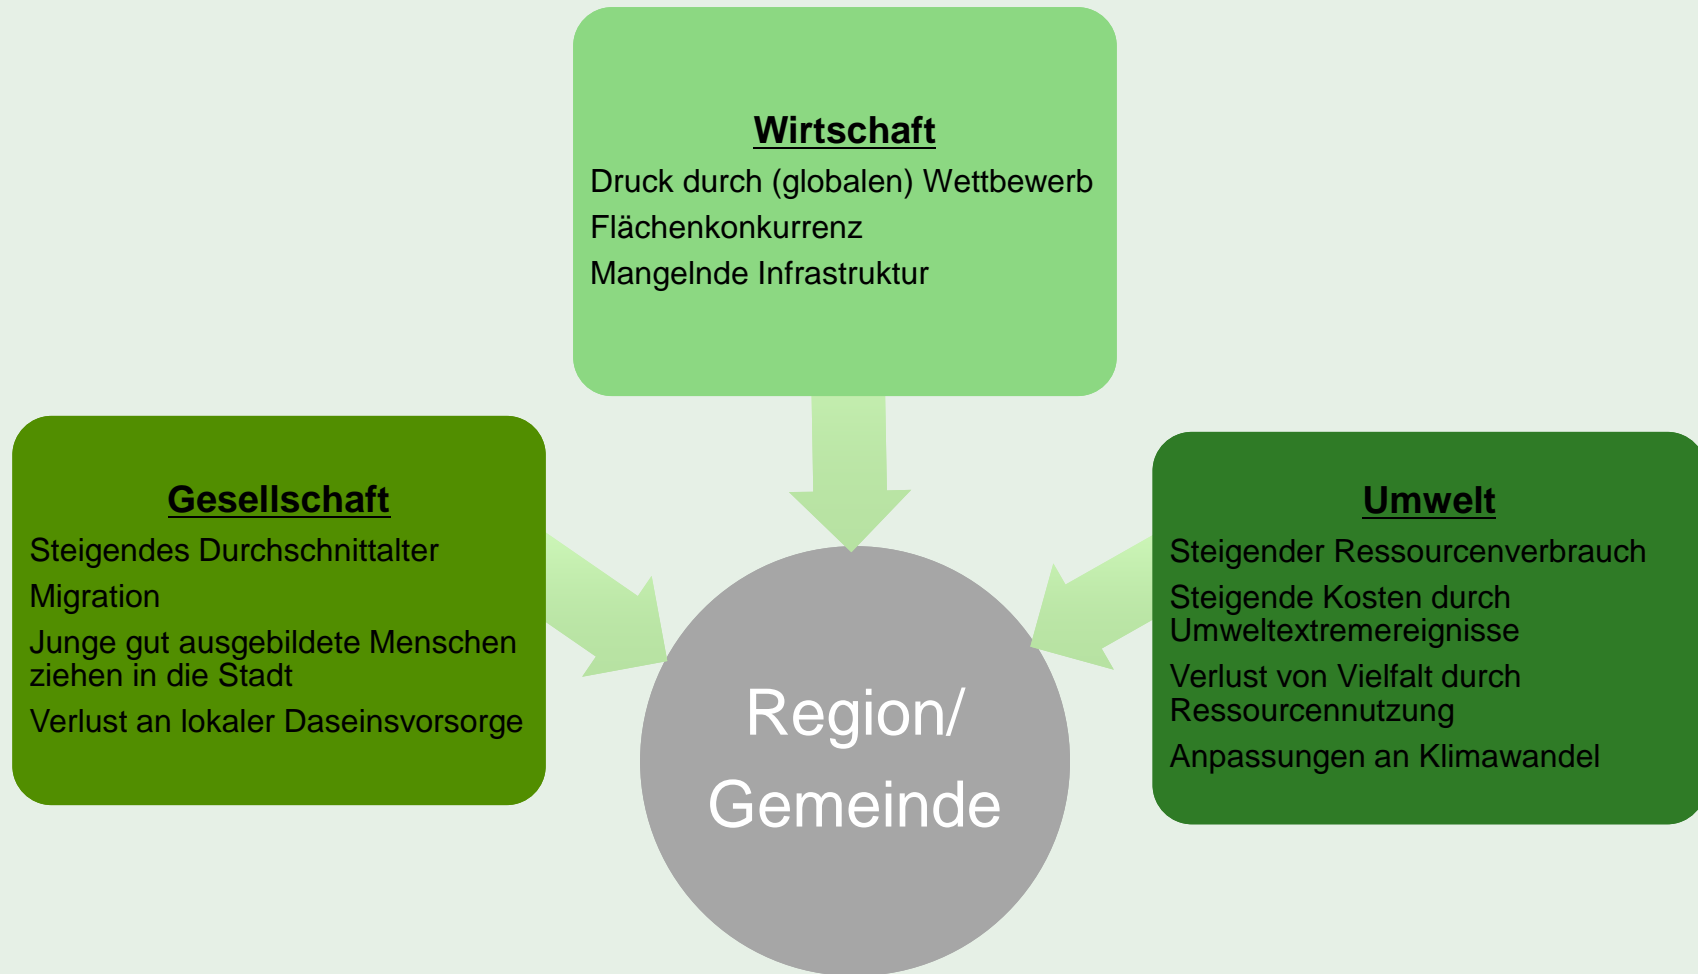 Wirtschaft
Druck durch (globalen) Wettbewerb
Flächenkonkurrenz
Mangelnde Infrastruktur
Gesellschaft
Steigendes Durchschnittalter
Migration
Junge gut ausgebildete Menschen
ziehen in die Stadt
Verlust an lokaler Daseinsvorsorge
Umwelt
Steigender Ressourcenverbrauch
Steigende Kosten durch
Umweltextremereignisse
Verlust von Vielfalt durch
Ressourcennutzung
Anpassungen an Klimawandel
Region/
Gemeinde